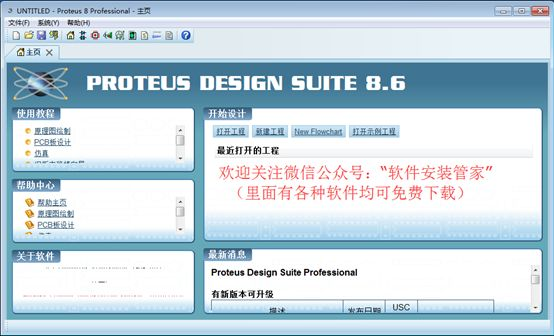 UNTITLED - Proteus 8 Professional - 主页
文件(F) 系统(Y) 帮助(H)
主页
PROTEUS DESIGN SUITE 8.6
使用教程
原理图绘制
PCB板设计
仿真
帮助中心
帮助主页
原理图绘制
PCB板设计
关于软件
开始设计
打开工程 新建工程 New Flowchart 打开示例工程
最近打开的工程
欢迎关注微信公众号：“软件安装管家”
（里面有各种软件均可免费下载）
最新消息
Proteus Design Suite Professional
有新版本可升级
描述 发布日期 USC